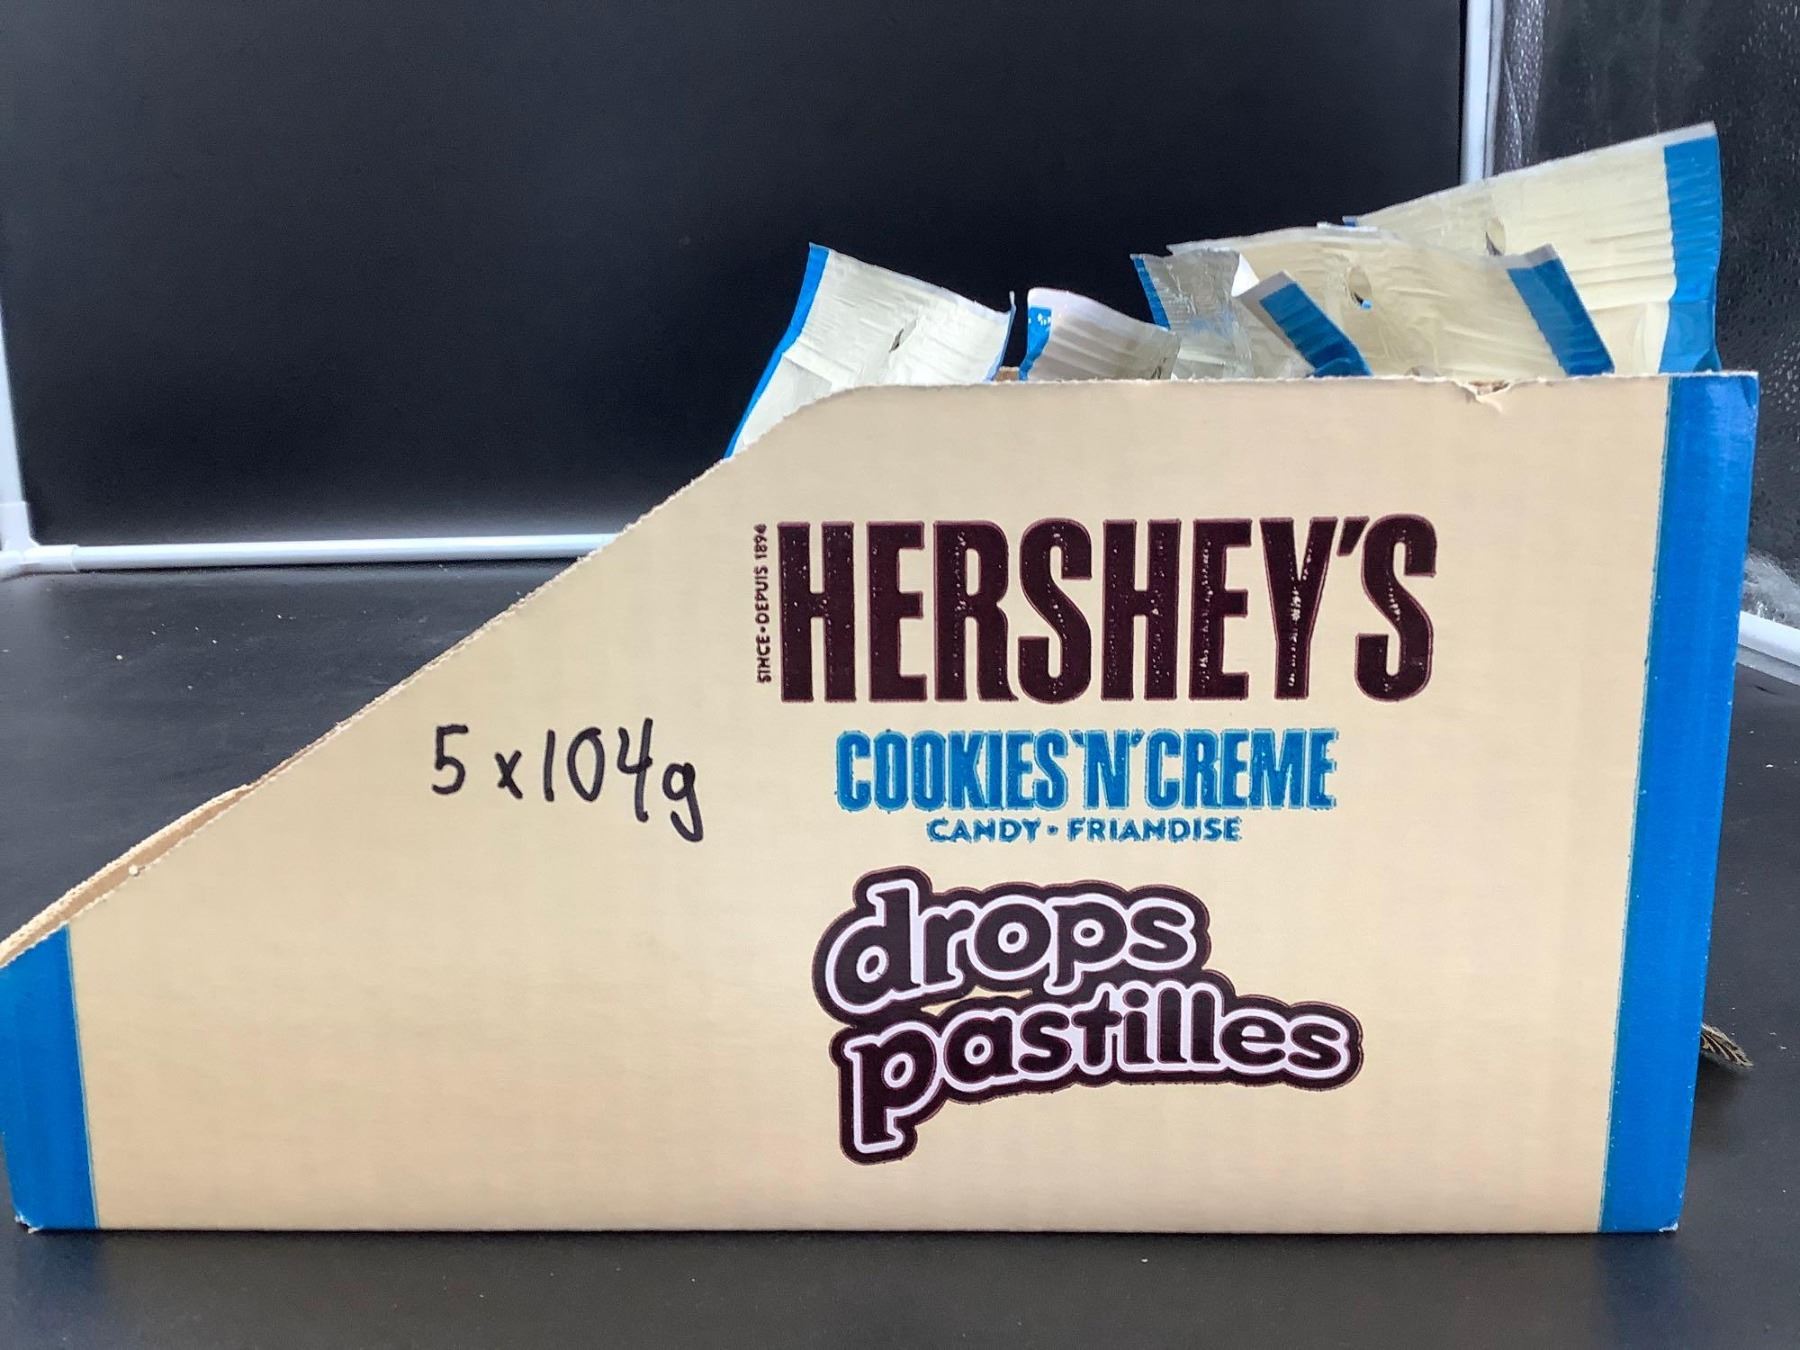 SINCE•DEPUIS 1894
HERSHEY'S
COOKIES'N'CREME
CANDY • FRIANDISE
5 x 104g
drops
pastilles